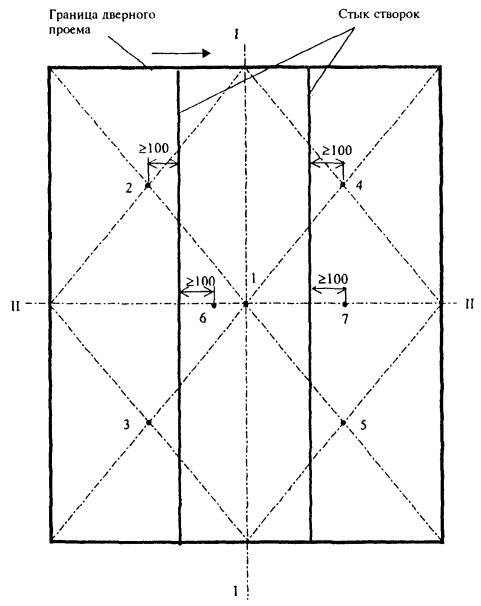 Граница дверного
проема
Стык створок
I
≥100
≥100
2
4
≥100
1
≥100
II
II
6
7
3
5
I